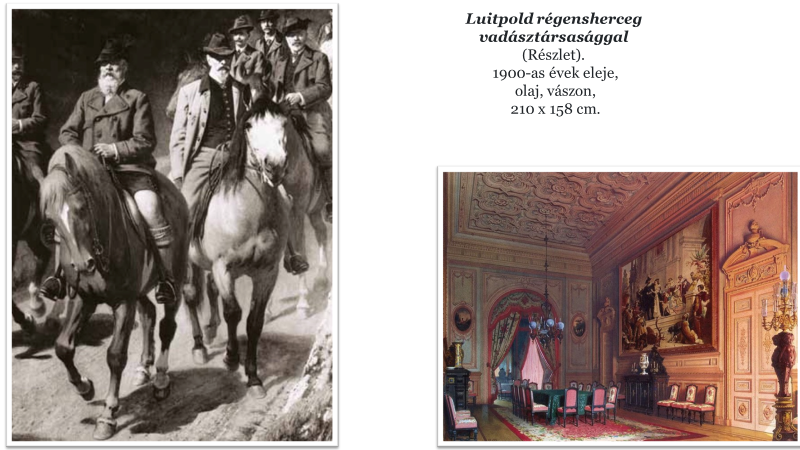 Luitpold régensherceg
vadásztársasággal
(Részlet).
1900-as évek eleje,
olaj, vászon,
210 x 158 cm.